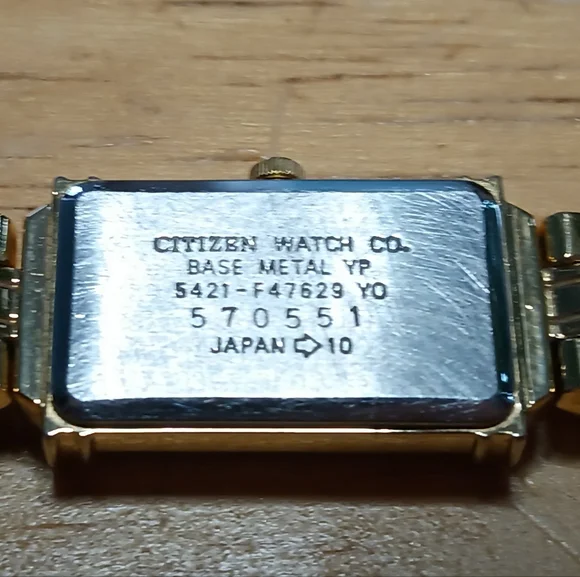 CITIZEN WATCH CO.
BASE METAL YP
5421-F47629 YO
570551
JAPAN ⇨10